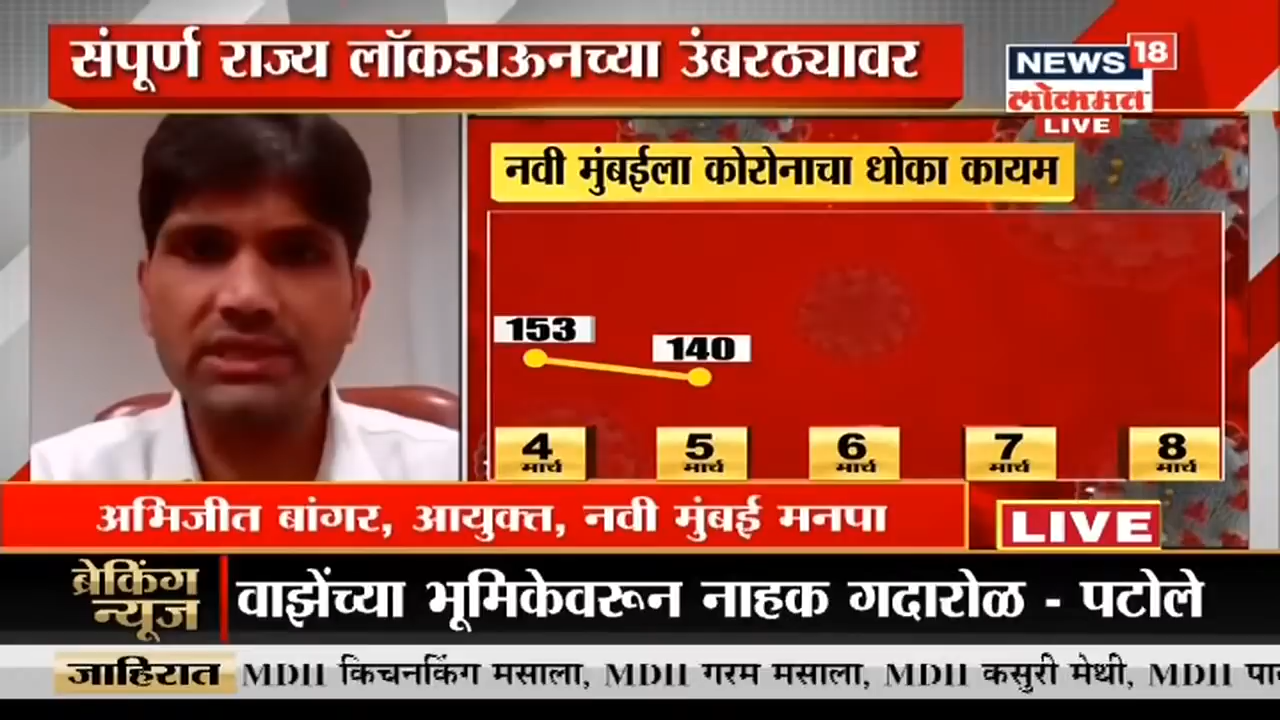 संपूर्ण राज्य लॉकडाऊनच्या उंबरठ्यावर
NEWS 18
लोकमत
LIVE
नवी मुंबईला कोरोनाचा धोका कायम
153
140
4 मार्च
5 मार्च
6 मार्च
7 मार्च
8 मार्च
अभिजीत बांगर, आयुक्त, नवी मुंबई मनपा
LIVE
ब्रेकिंग न्यूज
वाझेंच्या भूमिकेवरून नाहक गदारोळ - पटोले
जाहिरात MDH किचनकिंग मसाला, MDH गरम मसाला, MDH कसुरी मेथी, MDH